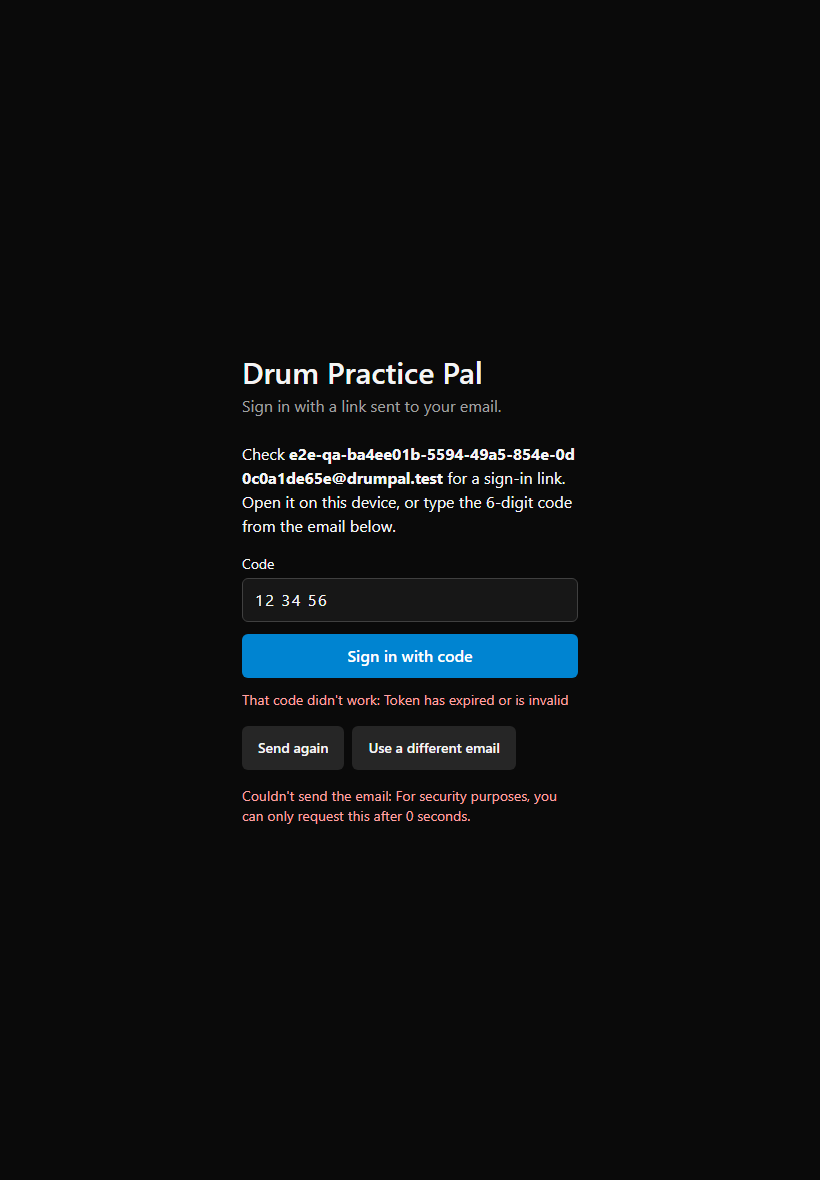 Drum Practice Pal
Sign in with a link sent to your email.
Check e2e-qa-ba4ee01b-5594-49a5-854e-0d
0c0a1de65e@drumpal.test for a sign-in link.
Open it on this device, or type the 6-digit code
from the email below.
Code
12 34 56
Sign in with code
That code didn't work: Token has expired or is invalid
Send again
Use a different email
Couldn't send the email: For security purposes, you
can only request this after 0 seconds.